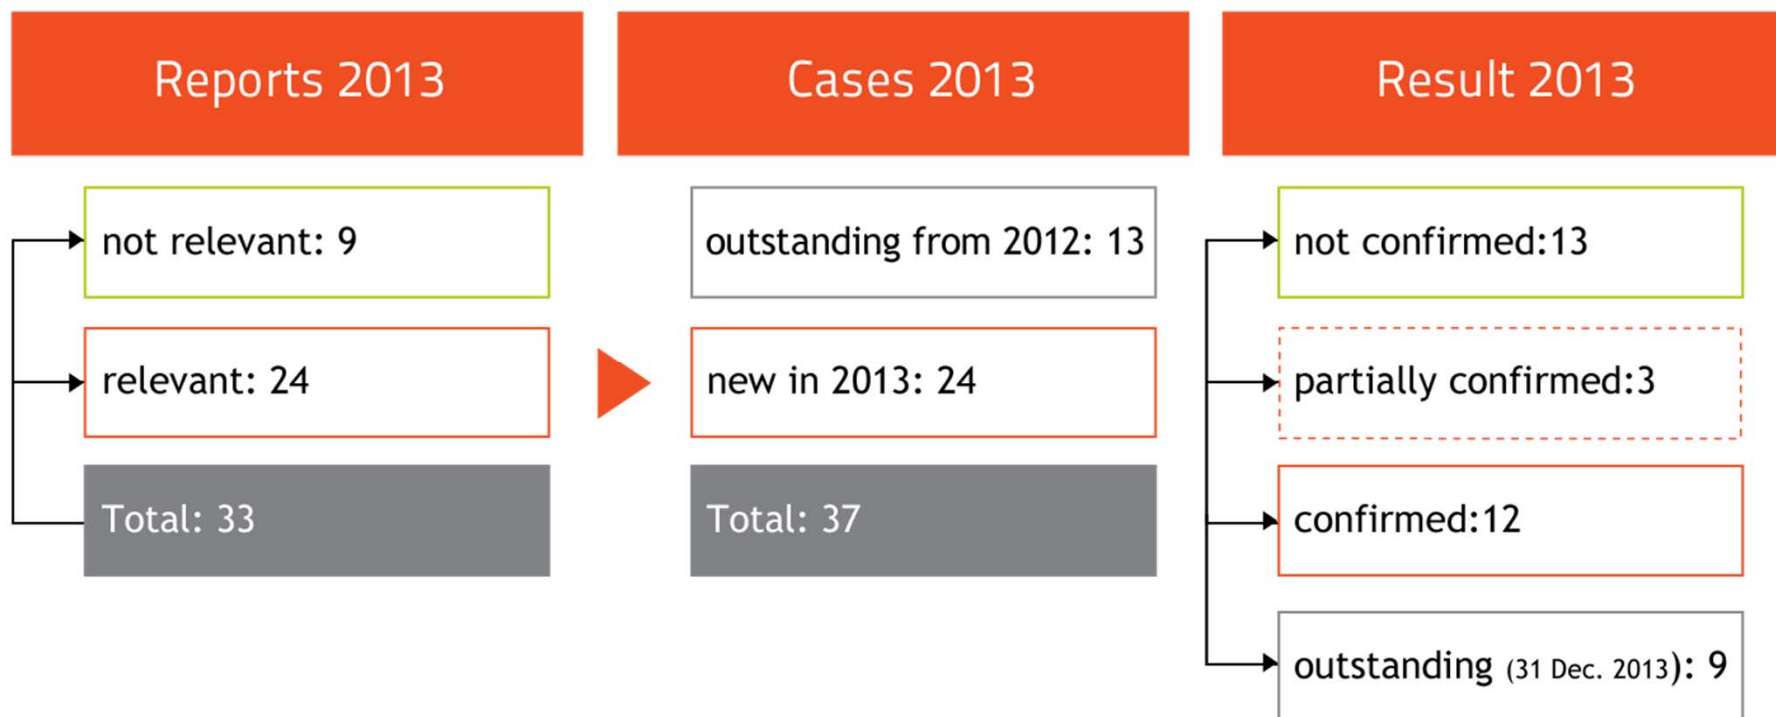 Reports 2013
not relevant: 9
relevant: 24
Total: 33
Cases 2013
outstanding from 2012: 13
new in 2013: 24
Total: 37
Result 2013
not confirmed:13
partially confirmed:3
confirmed:12
outstanding (31 Dec. 2013): 9